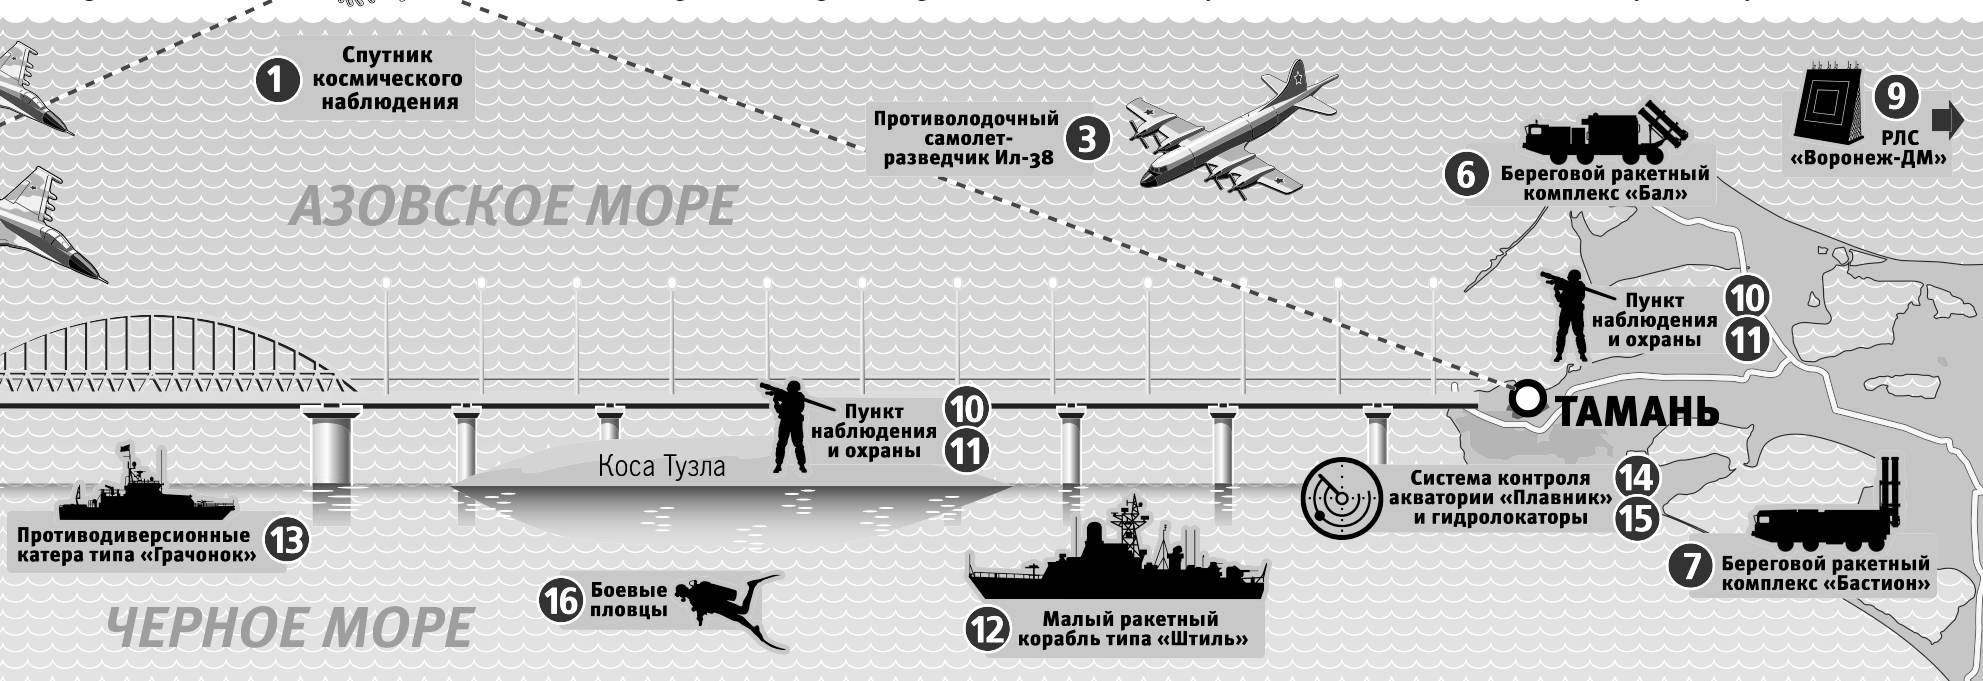 1
Спутник
космического
наблюдения
Противолодочный
самолет-
разведчик Ил-38
3
6
Береговой ракетный
комплекс «Бал»
9
РЛС
«Воронеж-ДМ»
АЗОВСКОЕ МОРЕ
Пункт
наблюдения
и охраны
10
11
Пункт
наблюдения
и охраны
10
11
ТАМАНЬ
Коса Тузла
Система контроля
акватории «Плавник»
и гидролокаторы
14
15
Противодиверсионные
катера типа «Грачонок»
13
7
Береговой ракетный
комплекс «Бастион»
16
Боевые
пловцы
12
Малый ракетный
корабль типа «Штиль»
ЧЕРНОЕ МОРЕ